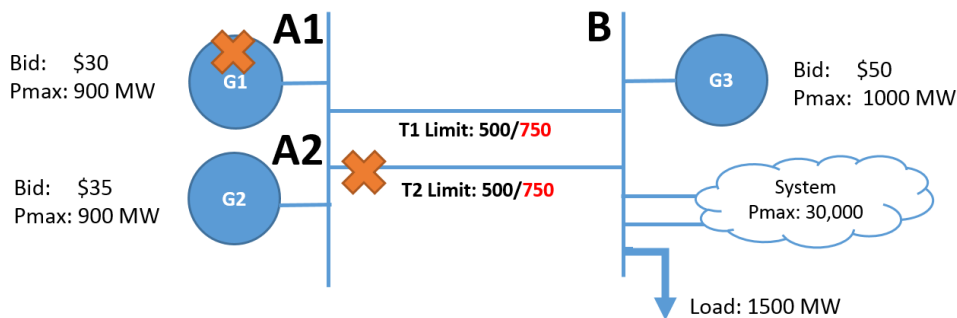 A1
B
Bid: $30
Pmax: 900 MW
G1
G3
Bid: $50
Pmax: 1000 MW
T1 Limit: 500/750
A2
T2 Limit: 500/750
Bid: $35
Pmax: 900 MW
G2
System
Pmax: 30,000
Load: 1500 MW